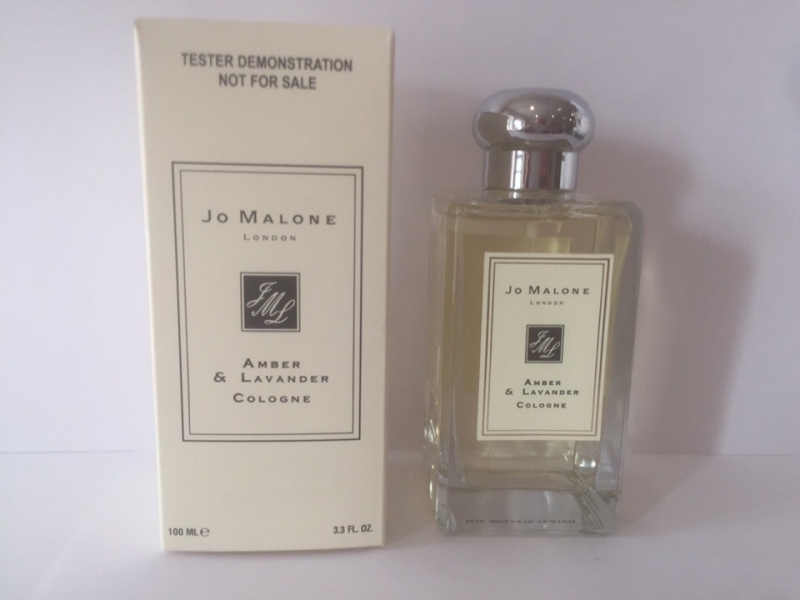 TESTER DEMONSTRATION
NOT FOR SALE
JO MALONE
LONDON
JML
AMBER
& LAVANDER
COLOGNE
100 ML e
3.3 FL. OZ.
JO MALONE
LONDON
JML
AMBER
& LAVANDER
COLOGNE